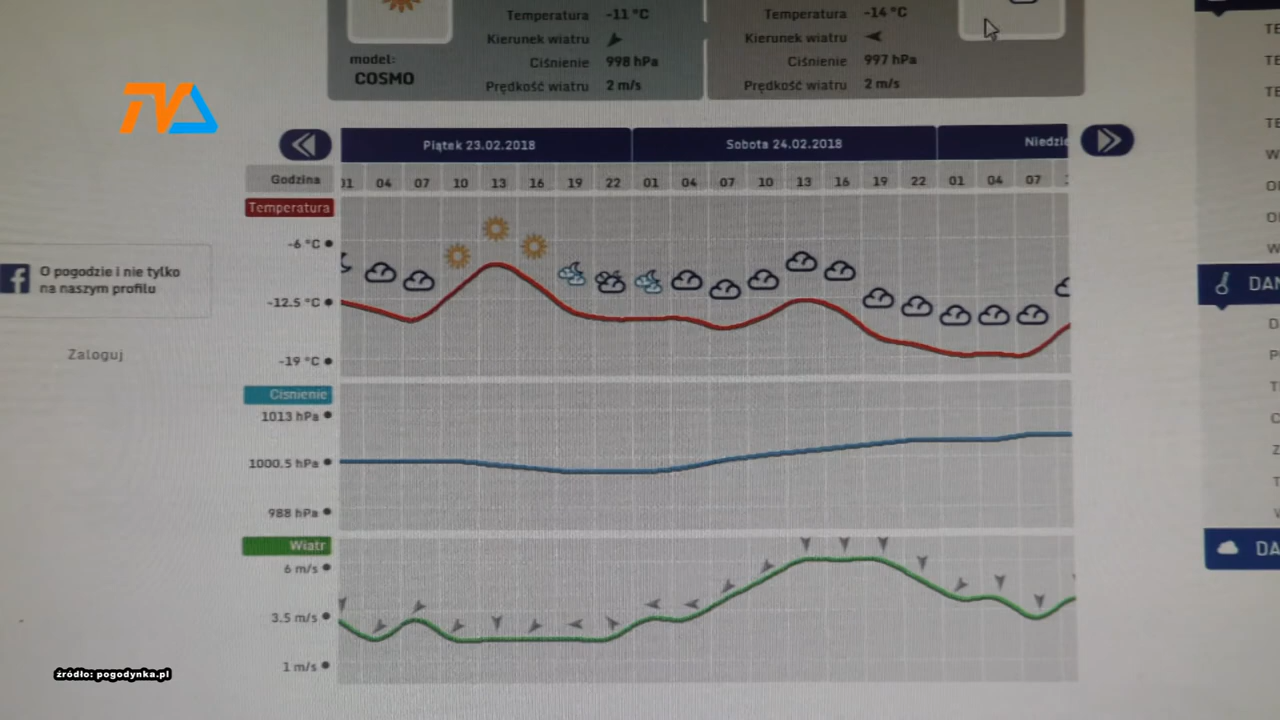 Temperatura -11 °C
Kierunek wiatru
Ciśnienie 998 hPa
Prędkość wiatru 2 m/s
Temperatura -14 °C
Kierunek wiatru
Ciśnienie 997 hPa
Prędkość wiatru 2 m/s
model:
COSMO
TVA
Piątek 23.02.2018 Sobota 24.02.2018
Godzina 01 04 07 10 13 16 19 22 01 04 07 10 13 16 19 22 01 04 07
Temperatura
-6 °C
-12.5 °C
-19 °C
O pogodzie i nie tylko
na naszym profilu
Zaloguj
Ciśnienie
1013 hPa
1000.5 hPa
988 hPa
Wiatr
6 m/s
3.5 m/s
1 m/s
źródło: pogodynka.pl